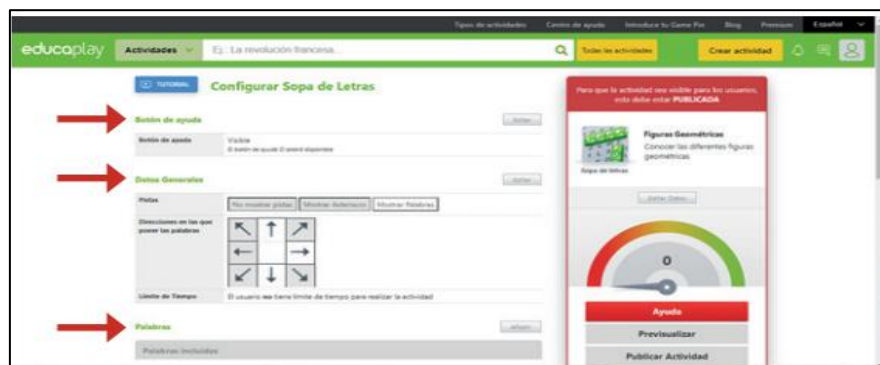 Tipos de actividades Centro de ayuda Introduce tu Game Pin Blog Premium Español
educaplay Actividades Ej: La revolución francesa... Todas las actividades Crear actividad
TUTORIAL Configurar Sopa de Letras
Botón de ayuda Editar
Botón de ayuda Visible
El botón de ayuda SI estará disponible
Datos Generales Editar
Pistas No mostrar pistas Mostrar Asteriscos Mostrar Palabras
Direcciones en las que
poner las palabras
Límite de Tiempo El usuario no tiene límite de tiempo para realizar la actividad
Palabras Añadir
Palabras incluidas
Para que la actividad sea visible para los usuarios,
esta debe estar PUBLICADA
Figuras Geométricas
Conocer las diferentes figuras
geométricas
Sopa de letras
Editar Datos
0
Ayuda
Previsualizar
Publicar Actividad